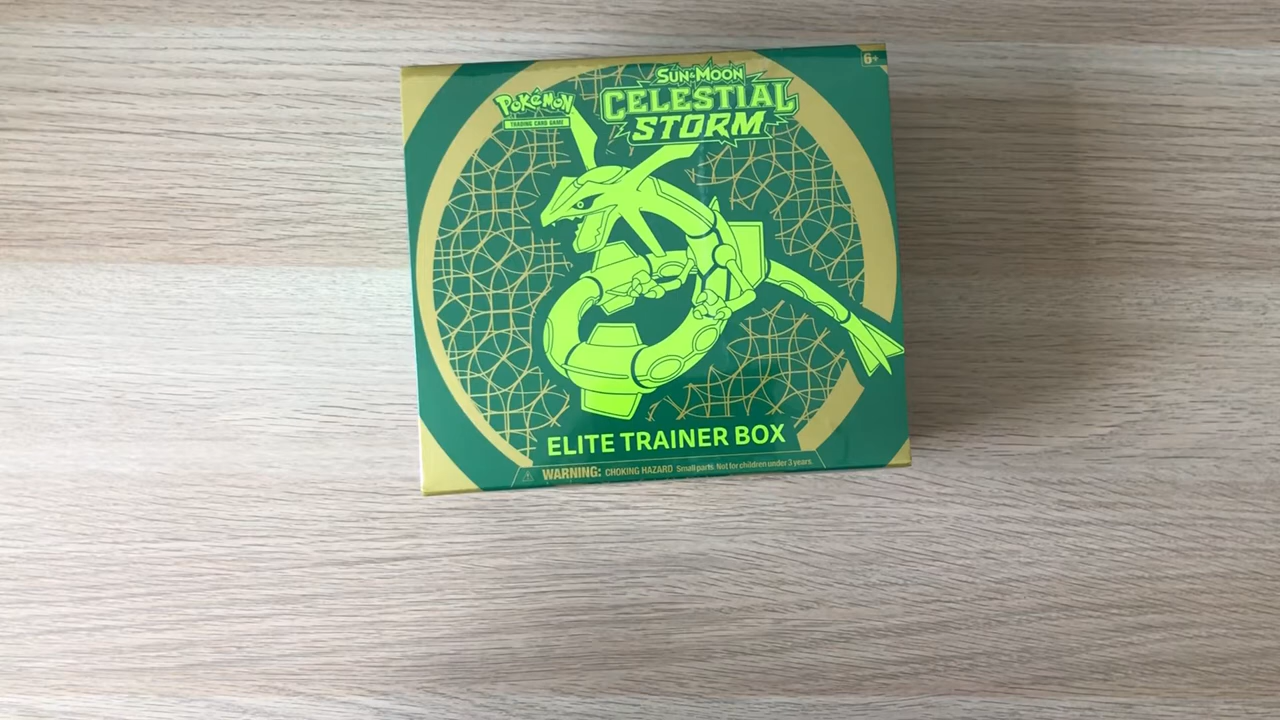 6+
SUN & MOON
POKéMON
TRADING CARD GAME
CELESTIAL
STORM
ELITE TRAINER BOX
WARNING: CHOKING HAZARD Small parts. Not for children under 3 years.